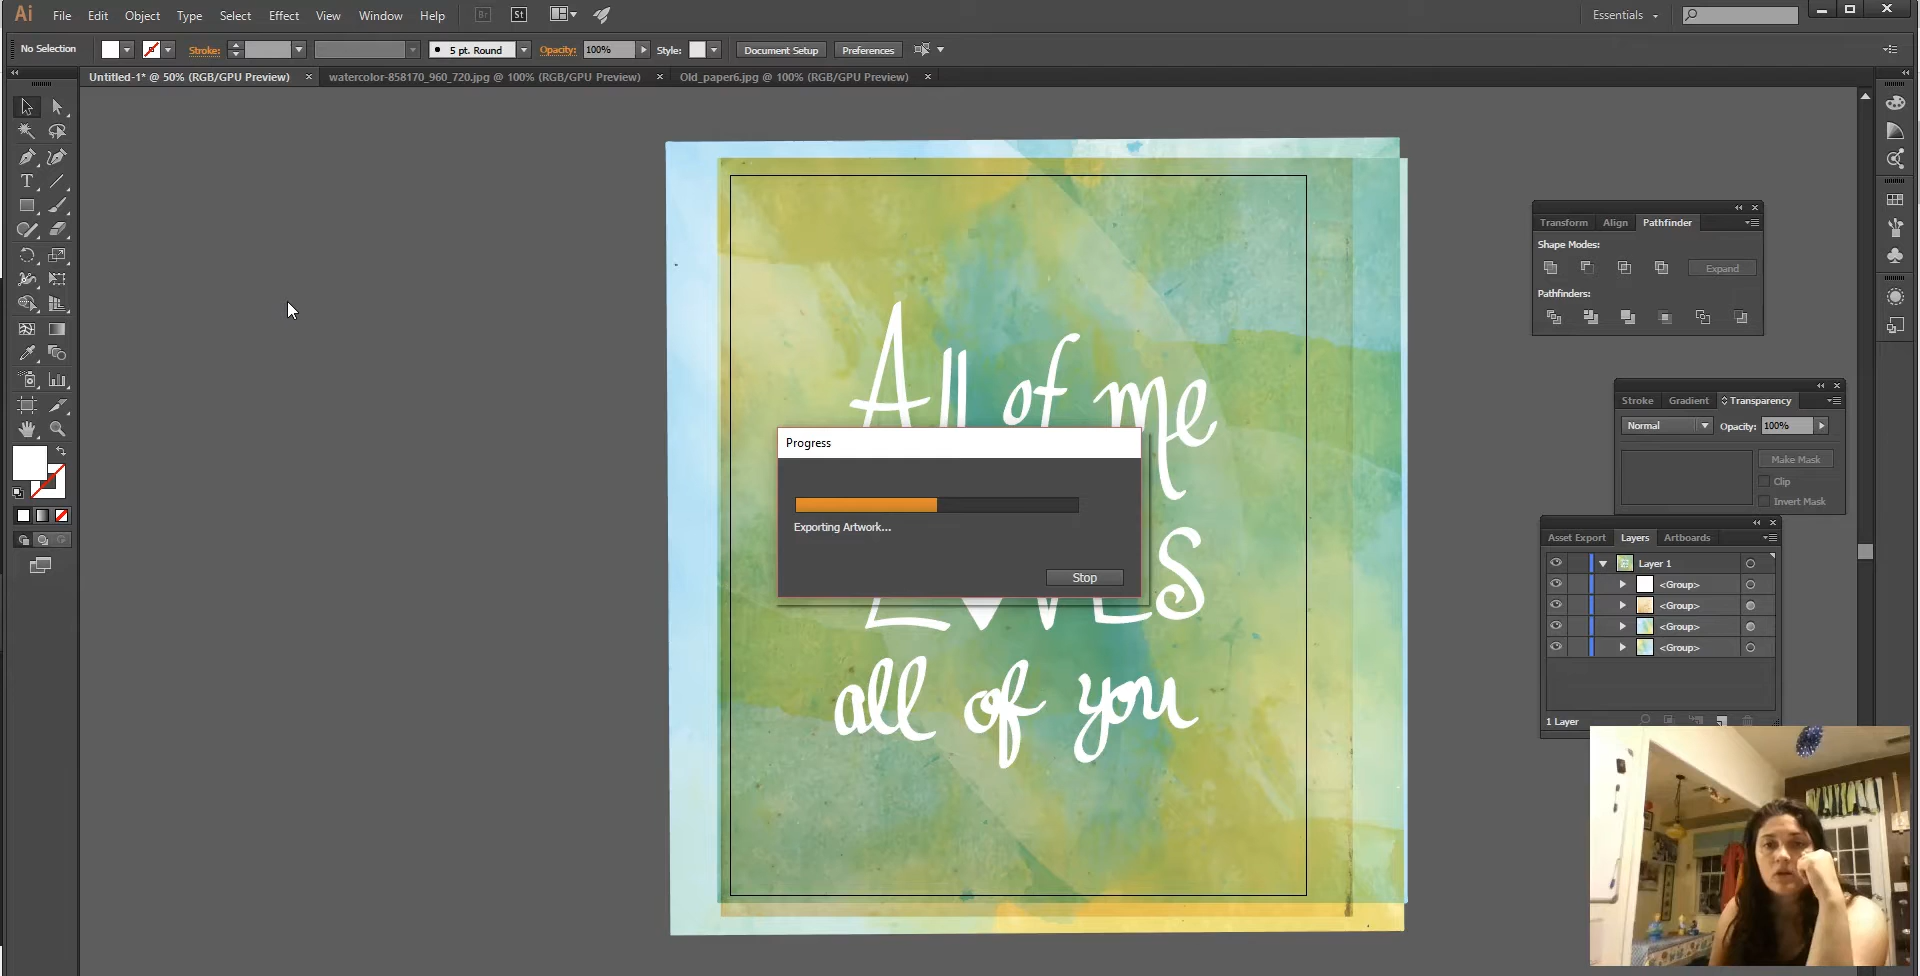 Ai File Edit Object Type Select Effect View Window Help Br St Essentials
No Selection Stroke: 5 pt. Round Opacity: 100% Style: Document Setup Preferences
Untitled-1* @ 50% (RGB/GPU Preview) × watercolor-858170_960_720.jpg @ 100% (RGB/GPU Preview) × Old_paper6.jpg @ 100% (RGB/GPU Preview) ×
Transform Align Pathfinder
Shape Modes:
Expand
Pathfinders:
All of me
Stroke Gradient Transparency
Normal Opacity: 100%
Make Mask
Clip
Invert Mask
Progress
Exporting Artwork...
Stop
LOVES
all of you
Asset Export Layers Artboards
Layer 1
<Group>
<Group>
<Group>
<Group>
1 Layer